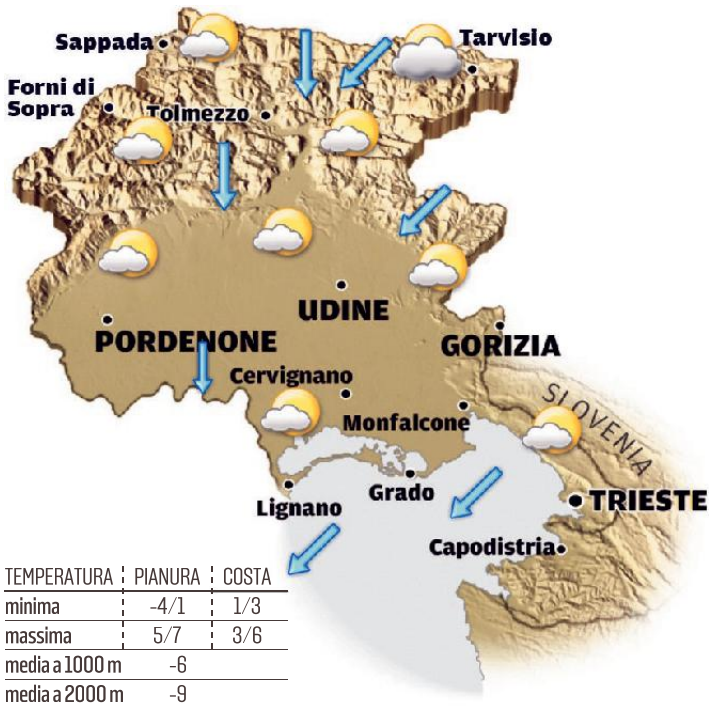 Sappada
Tarvisio
Forni di
Sopra
Tolmezzo
UDINE
PORDENONE
GORIZIA
Cervignano
Monfalcone
SLOVENIA
Lignano
Grado
TRIESTE
Capodistria
TEMPERATURA PIANURA COSTA
minima -4/1 1/3
massima 5/7 3/6
media a 1000 m -6
media a 2000 m -9